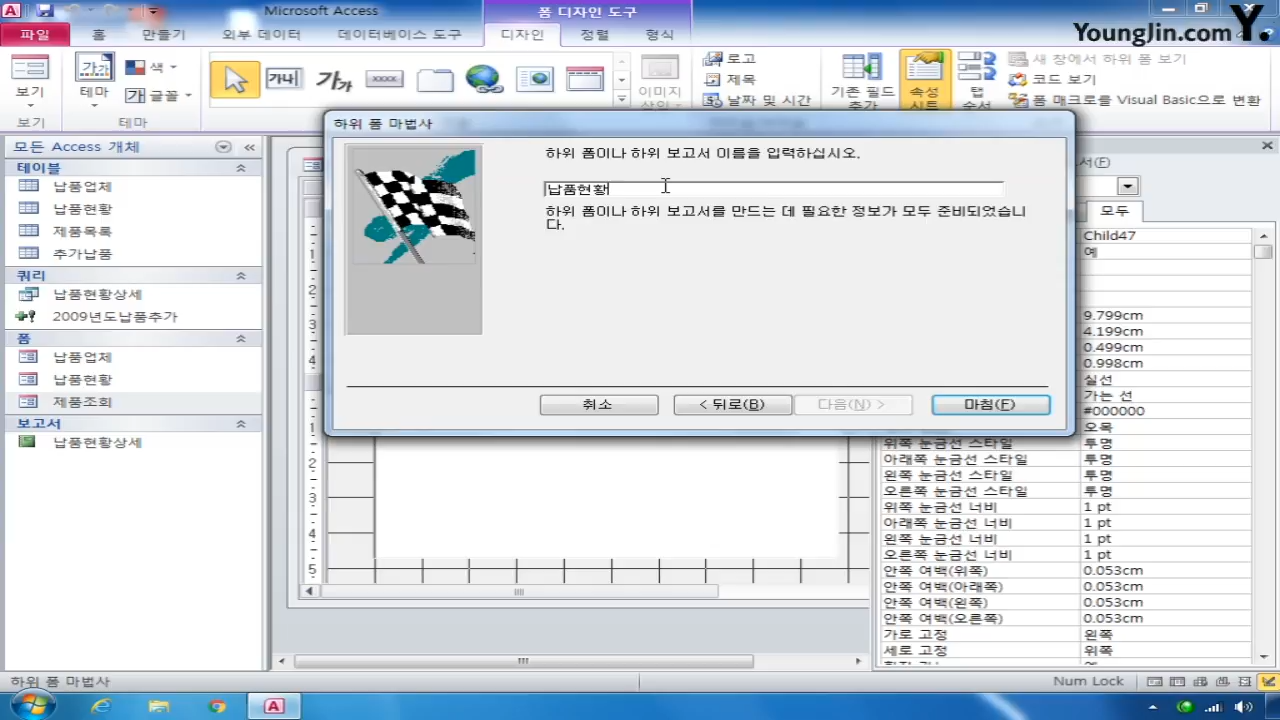 Microsoft Access
폼 디자인 도구
YoungJin.com Y.
파일 홈 만들기 외부 데이터 데이터베이스 도구 디자인 정렬 형식
보기
테마
가가
색
가 글꼴
가나
가가
xxxx
이미지
로고
제목
날짜 및 시간
기존 필드
추가
속성
시트
탭
순서
새 창에서 하위 폼 보기
코드 보기
폼 매크로를 Visual Basic으로 변환
보기
테마
모든 Access 개체
테이블
납품업체
납품현황
제품목록
추가납품
쿼리
납품현황상세
2009년도납품추가
폼
납품업체
납품현황
제품조회
보고서
납품현황상세
하위 폼 마법사
하위 폼이나 하위 보고서 이름을 입력하십시오.
납품현황
하위 폼이나 하위 보고서를 만드는 데 필요한 정보가 모두 준비되었습니
다.
취소
< 뒤로(B)
다음(N) >
마침(F)
1
2
3
4
2
3
4
5
서(F)
모두
Child47
예
9.799cm
4.199cm
0.499cm
0.998cm
실선
가는 선
#000000
오목
위쪽 눈금선 스타일 투명
아래쪽 눈금선 스타일 투명
왼쪽 눈금선 스타일 투명
오른쪽 눈금선 스타일 투명
위쪽 눈금선 너비 1 pt
아래쪽 눈금선 너비 1 pt
왼쪽 눈금선 너비 1 pt
오른쪽 눈금선 너비 1 pt
안쪽 여백(위쪽) 0.053cm
안쪽 여백(아래쪽) 0.053cm
안쪽 여백(왼쪽) 0.053cm
안쪽 여백(오른쪽) 0.053cm
가로 고정 왼쪽
세로 고정 위쪽
하위 폼 마법사
Num Lock